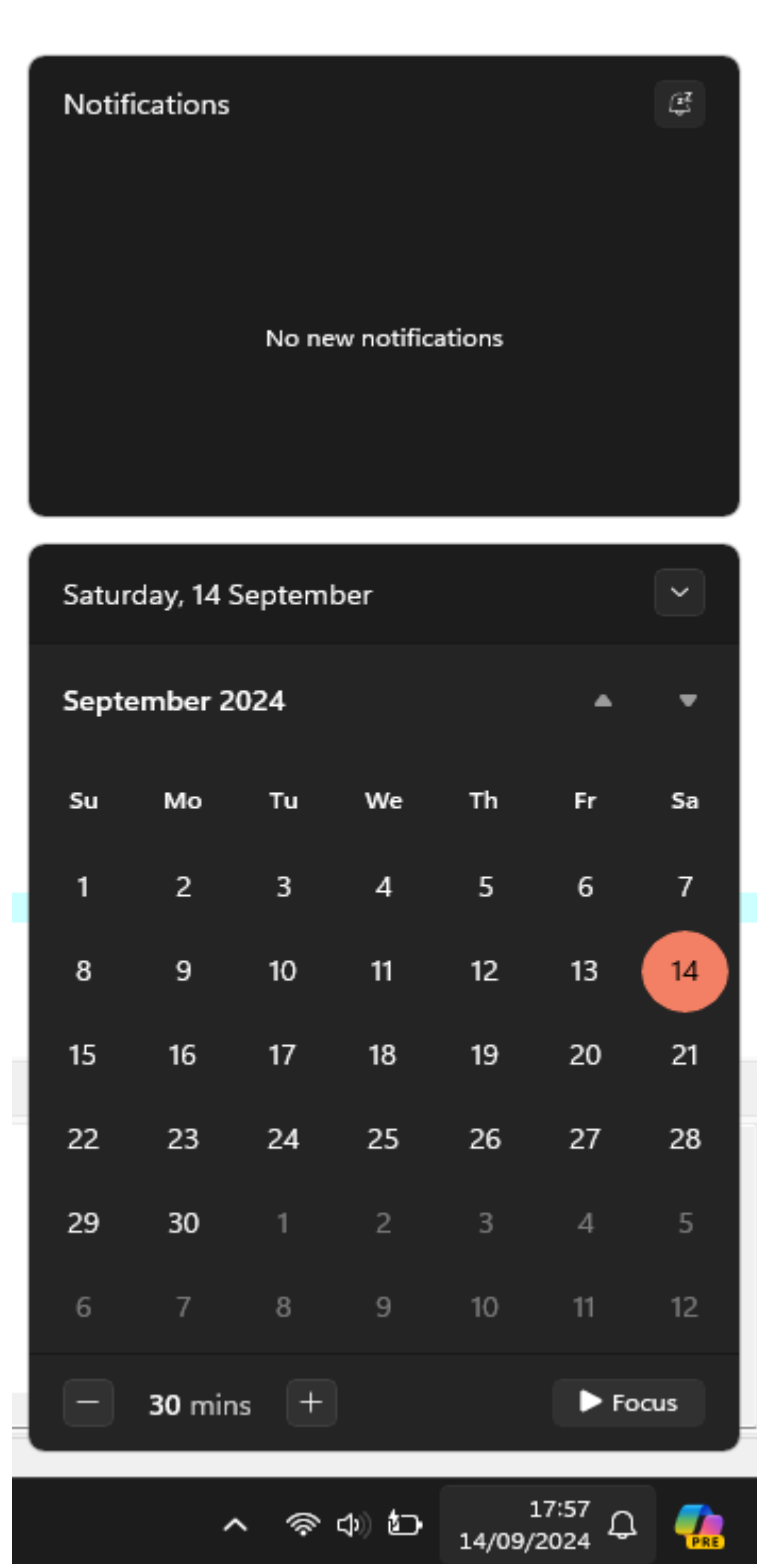 Notifications
No new notifications
Saturday, 14 September
September 2024
Su Mo Tu We Th Fr Sa
1 2 3 4 5 6 7
8 9 10 11 12 13 14
15 16 17 18 19 20 21
22 23 24 25 26 27 28
29 30 1 2 3 4 5
6 7 8 9 10 11 12
30 mins Focus
17:57
14/09/2024
PRE